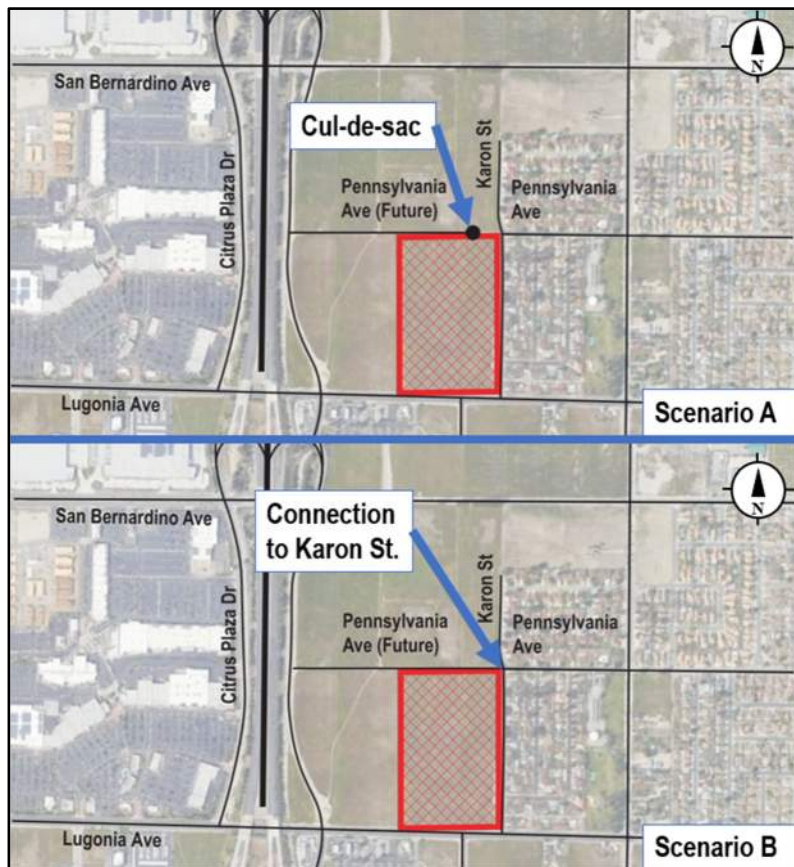 San Bernardino Ave
N
Cul-de-sac
Citrus Plaza Dr
Karon St
Pennsylvania
Ave (Future)
Pennsylvania
Ave
Lugonia Ave
Scenario A
San Bernardino Ave
N
Connection
to Karon St.
Citrus Plaza Dr
Karon St
Pennsylvania
Ave (Future)
Pennsylvania
Ave
Lugonia Ave
Scenario B